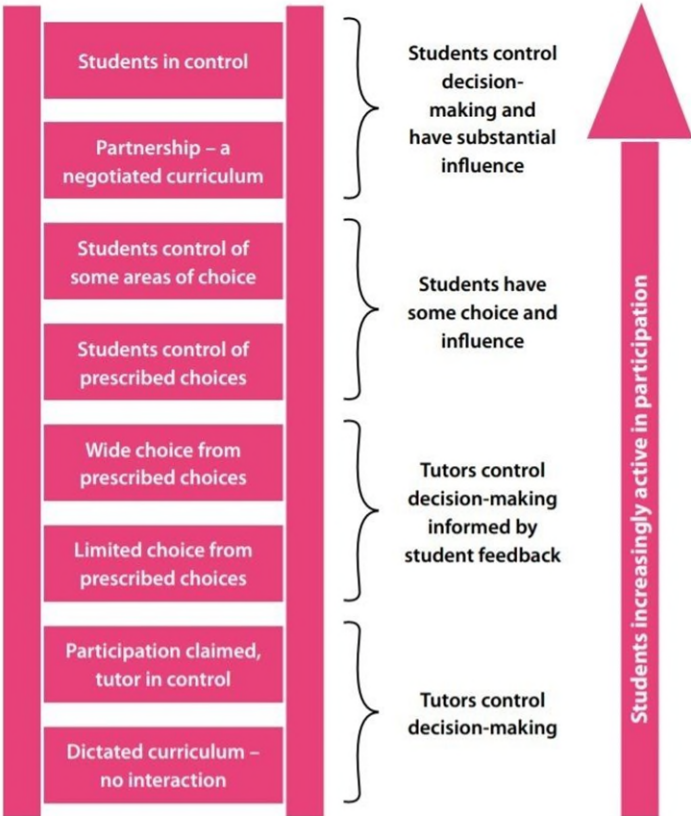 Students in control
Partnership – a
negotiated curriculum
Students control of
some areas of choice
Students control of
prescribed choices
Wide choice from
prescribed choices
Limited choice from
prescribed choices
Participation claimed,
tutor in control
Dictated curriculum –
no interaction
Students control
decision-
making and
have substantial
influence
Students have
some choice and
influence
Tutors control
decision-making
informed by
student feedback
Tutors control
decision-making
Students increasingly active in participation